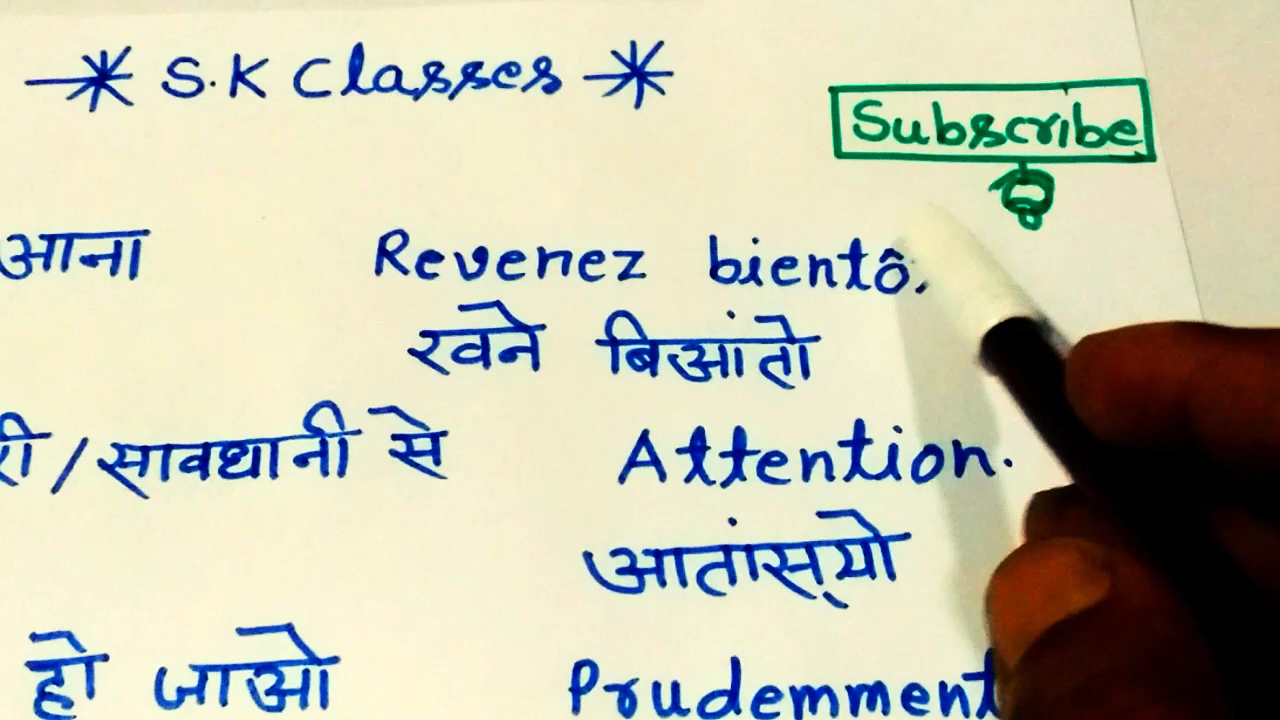 S.K Classes
Subscribe
आना Revenez bientô
रवने बिआंतो
री / सावधानी से Attention.
आतांस्यो
हो जाओ Prudemment